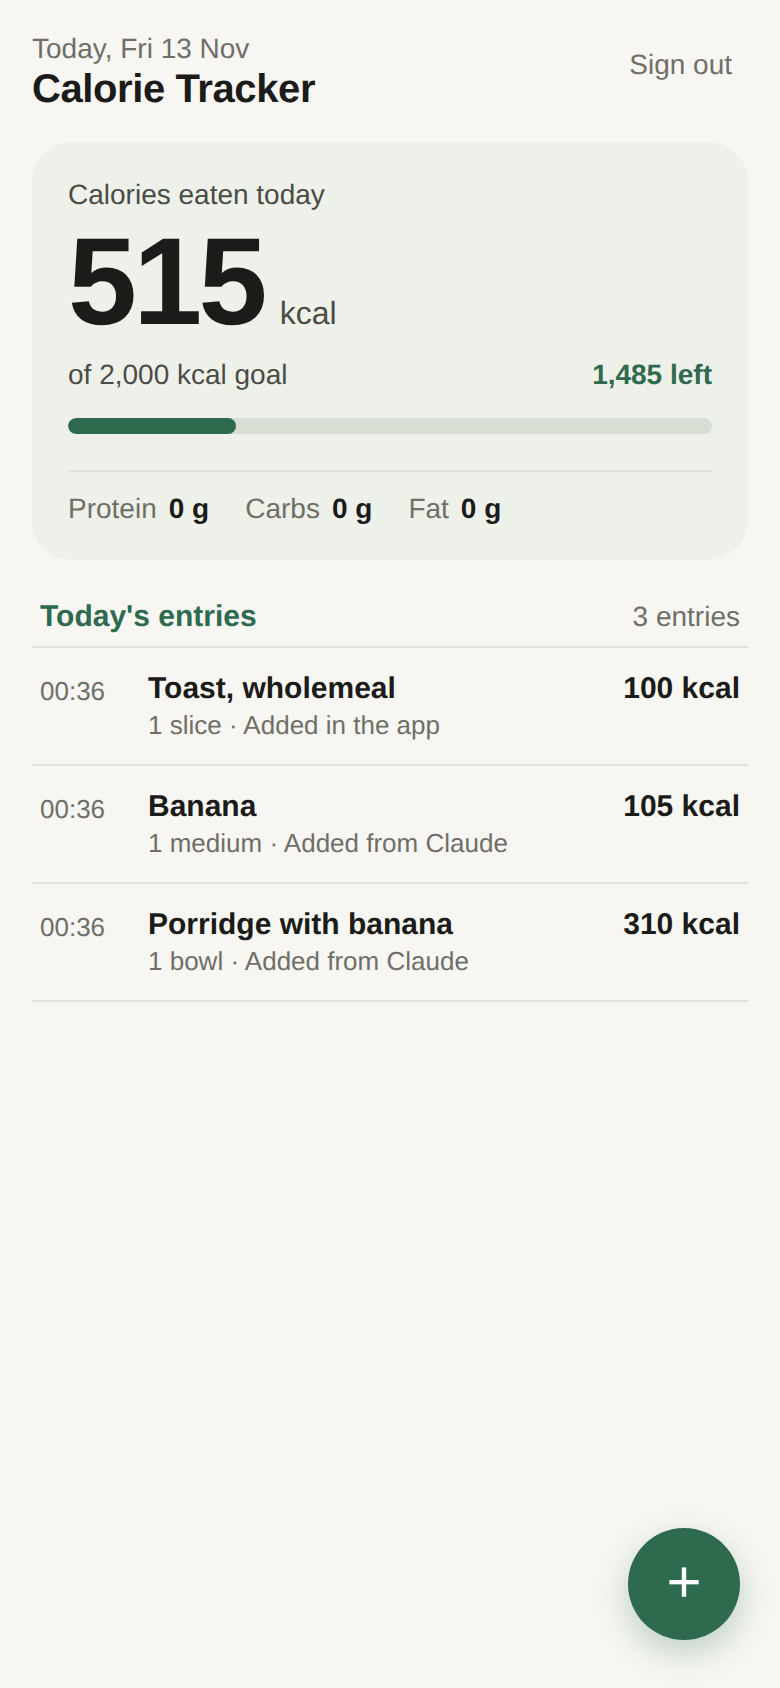 Today, Fri 13 Nov
Calorie Tracker
Sign out
Calories eaten today
515 kcal
of 2,000 kcal goal
1,485 left
Protein 0 g Carbs 0 g Fat 0 g
Today's entries
3 entries
00:36 Toast, wholemeal 100 kcal
1 slice · Added in the app
00:36 Banana 105 kcal
1 medium · Added from Claude
00:36 Porridge with banana 310 kcal
1 bowl · Added from Claude
+